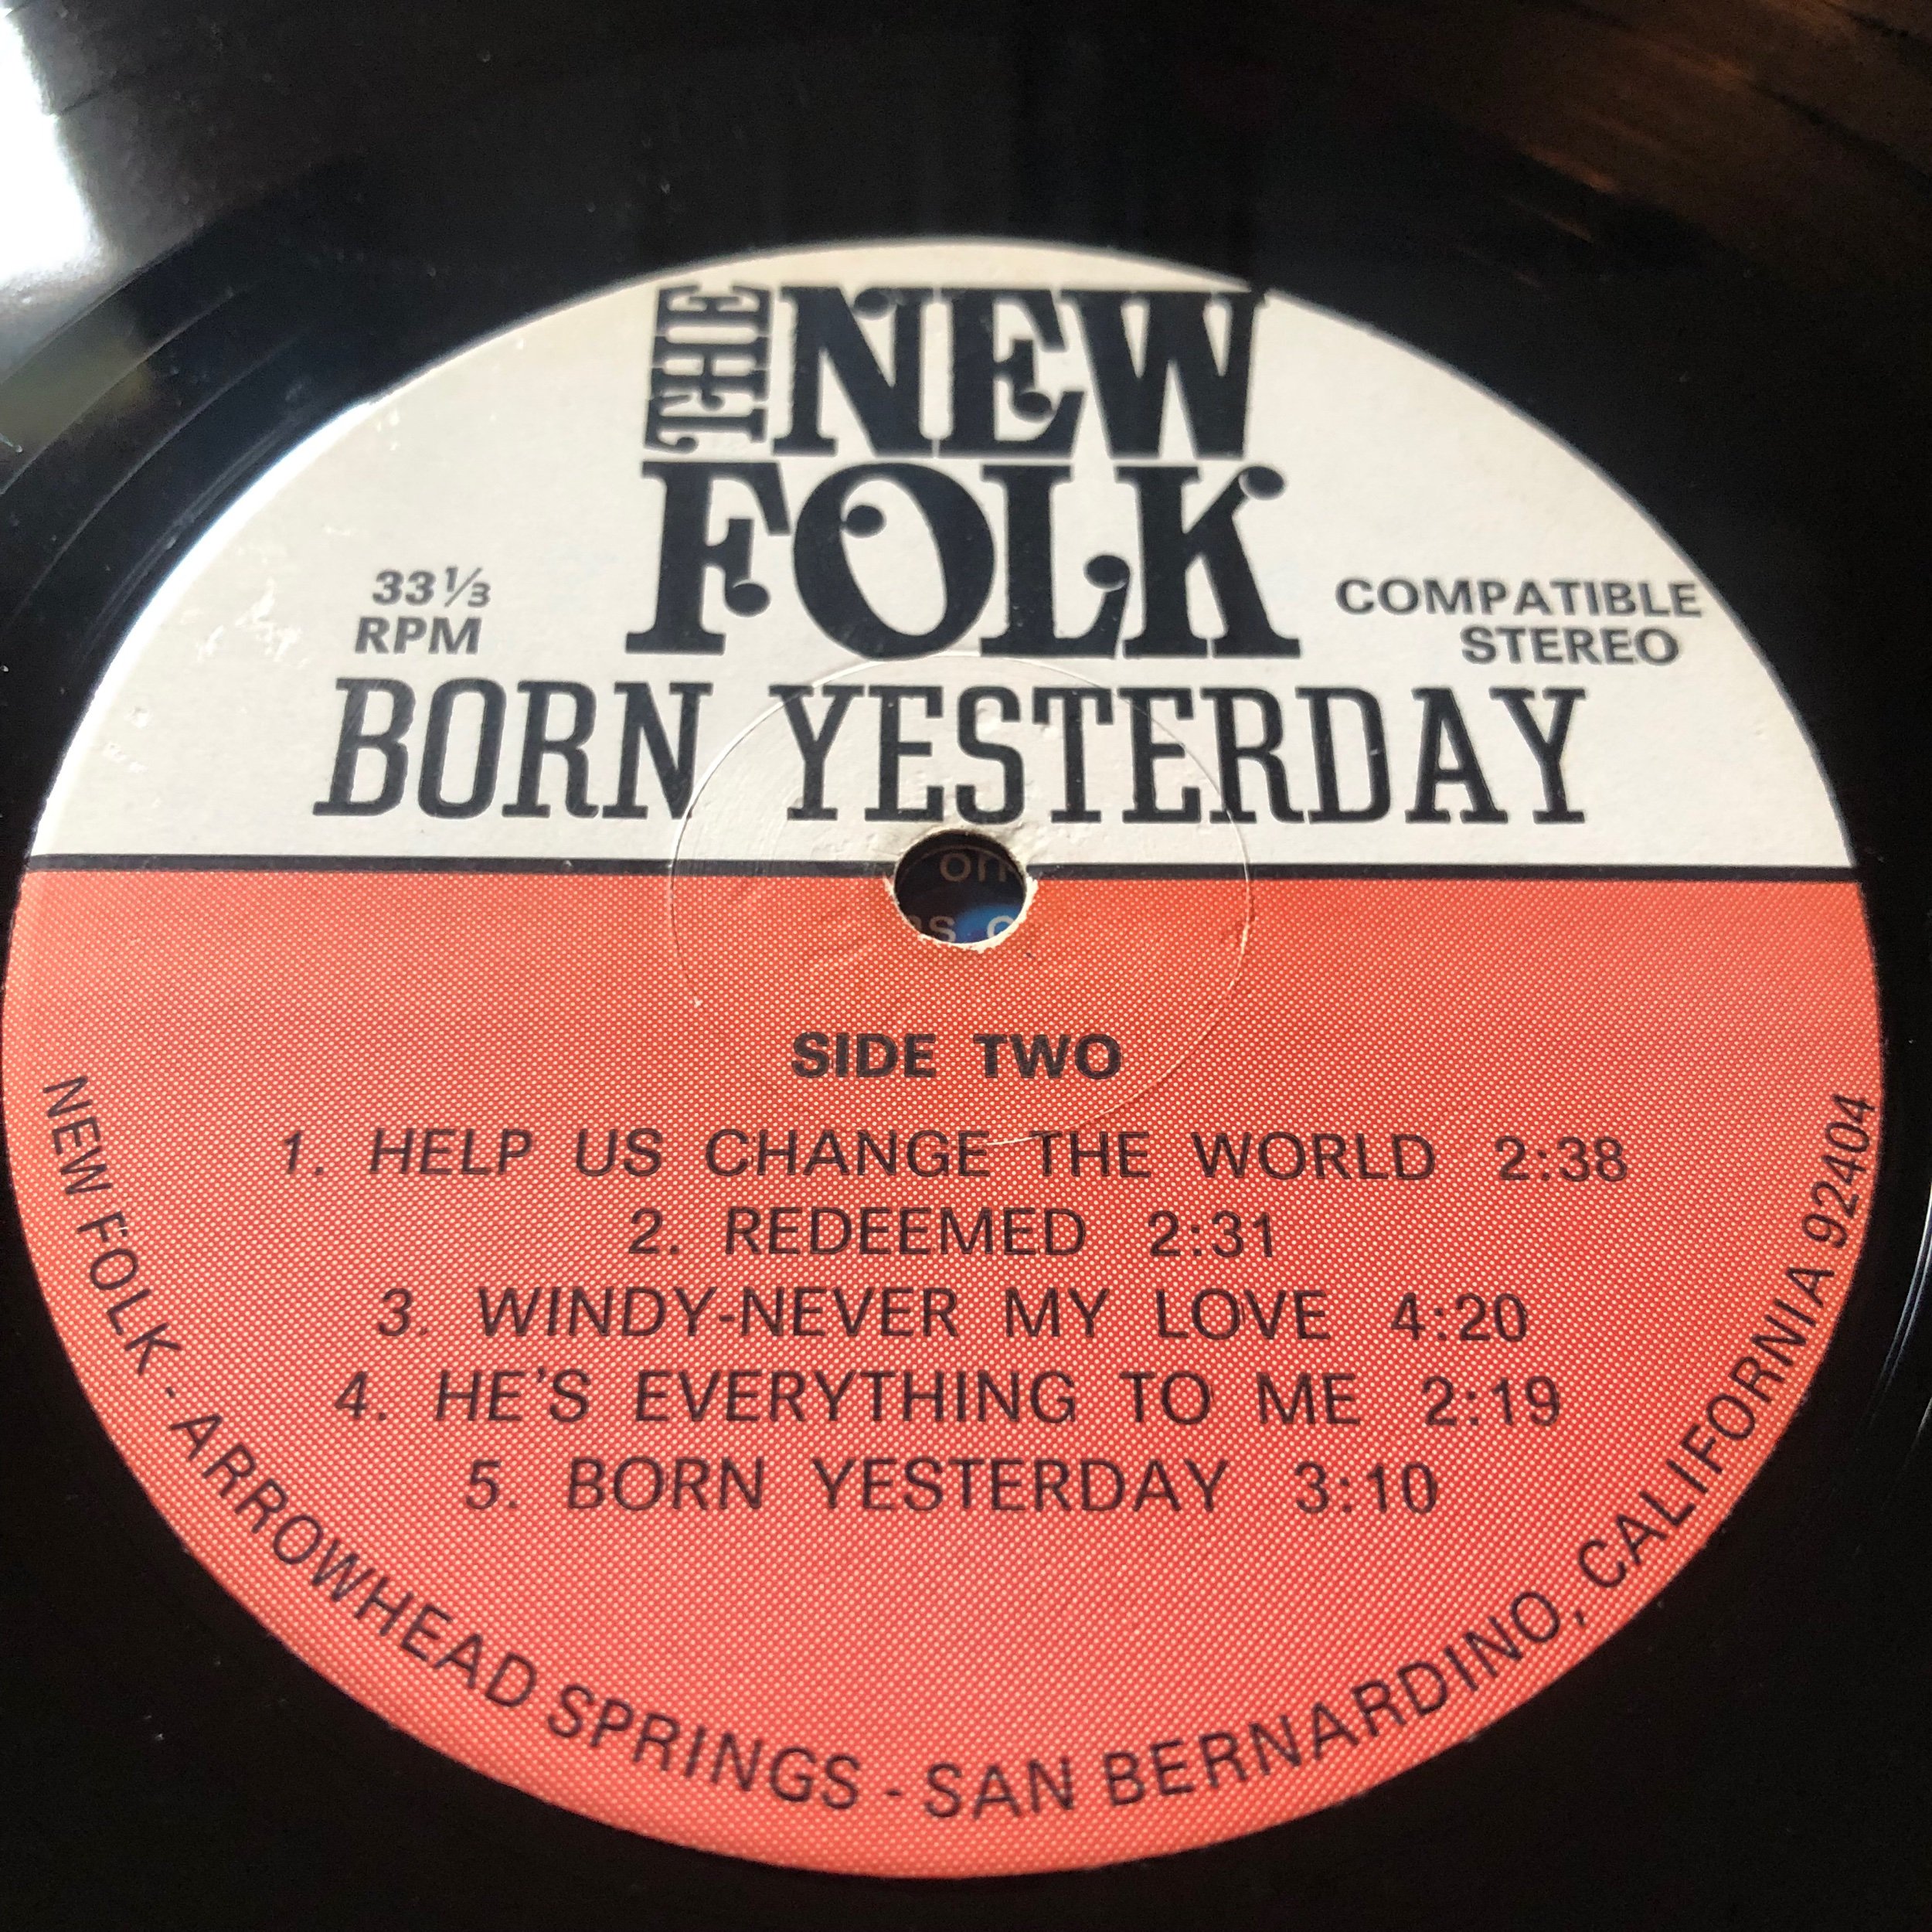 THE NEW
FOLK
33⅓
RPM
COMPATIBLE
STEREO
BORN YESTERDAY
SIDE TWO
1. HELP US CHANGE THE WORLD 2:38
2. REDEEMED 2:31
3. WINDY-NEVER MY LOVE 4:20
4. HE'S EVERYTHING TO ME 2:19
5. BORN YESTERDAY 3:10
NEW FOLK - ARROWHEAD SPRINGS - SAN BERNARDINO, CALIFORNIA 92404